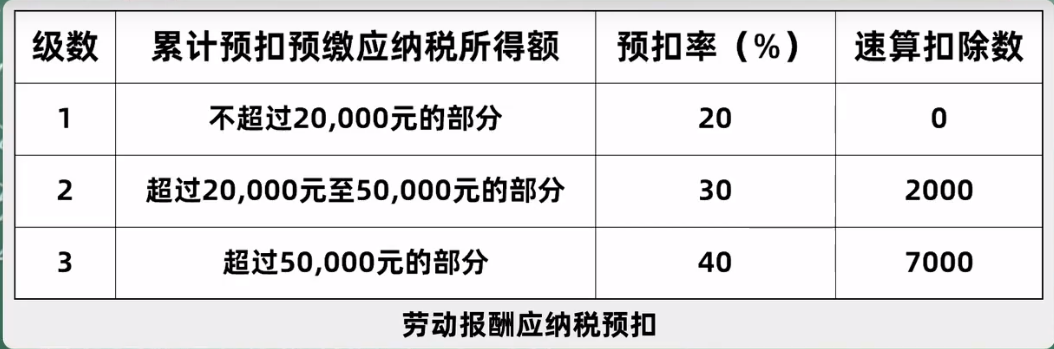 级数 累计预扣预缴应纳税所得额 预扣率（%） 速算扣除数
1 不超过20,000元的部分 20 0
2 超过20,000元至50,000元的部分 30 2000
3 超过50,000元的部分 40 7000
劳动报酬应纳税预扣